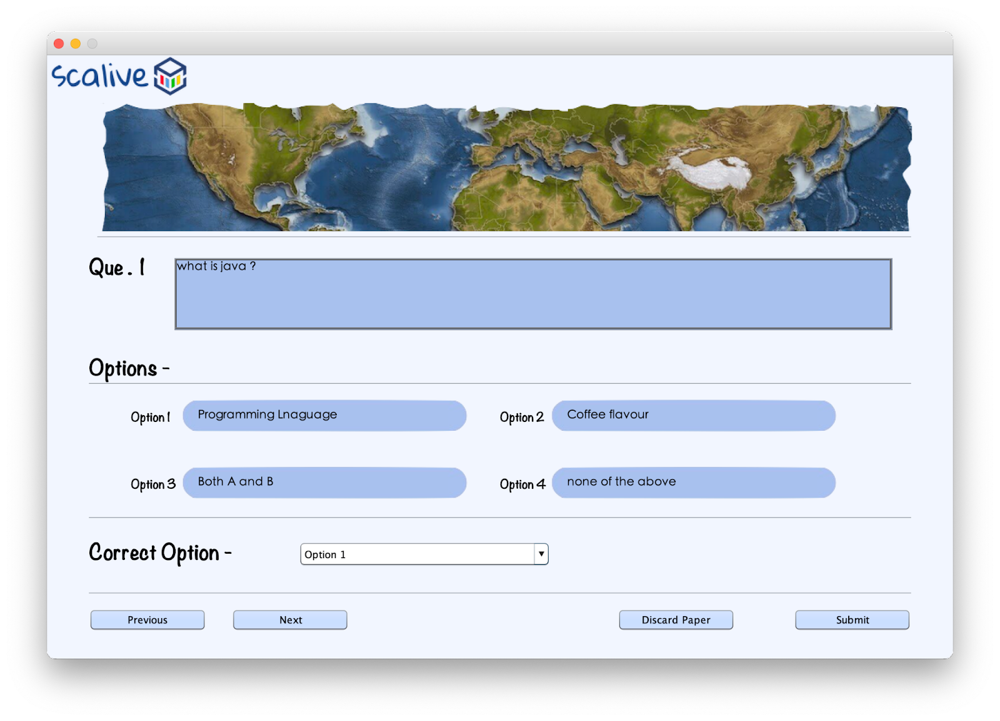 scalive
Que . 1
what is java ?
Options -
Option 1 Programming Lnaguage Option 2 Coffee flavour
Option 3 Both A and B Option 4 none of the above
Correct Option - Option 1
Previous Next Discard Paper Submit